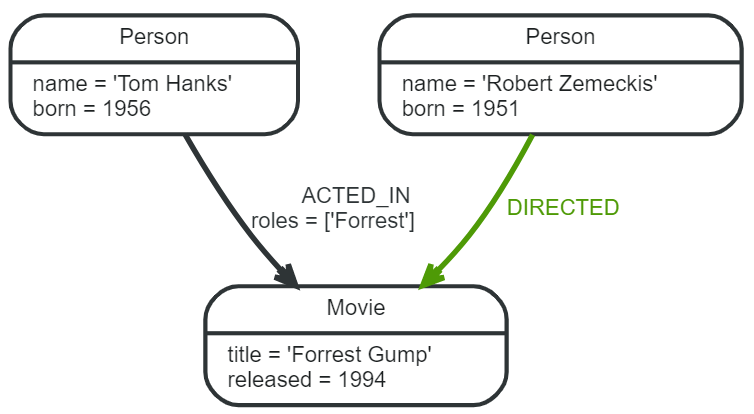 Person
name = 'Tom Hanks'
born = 1956
Person
name = 'Robert Zemeckis'
born = 1951
ACTED_IN
roles = ['Forrest']
DIRECTED
Movie
title = 'Forrest Gump'
released = 1994